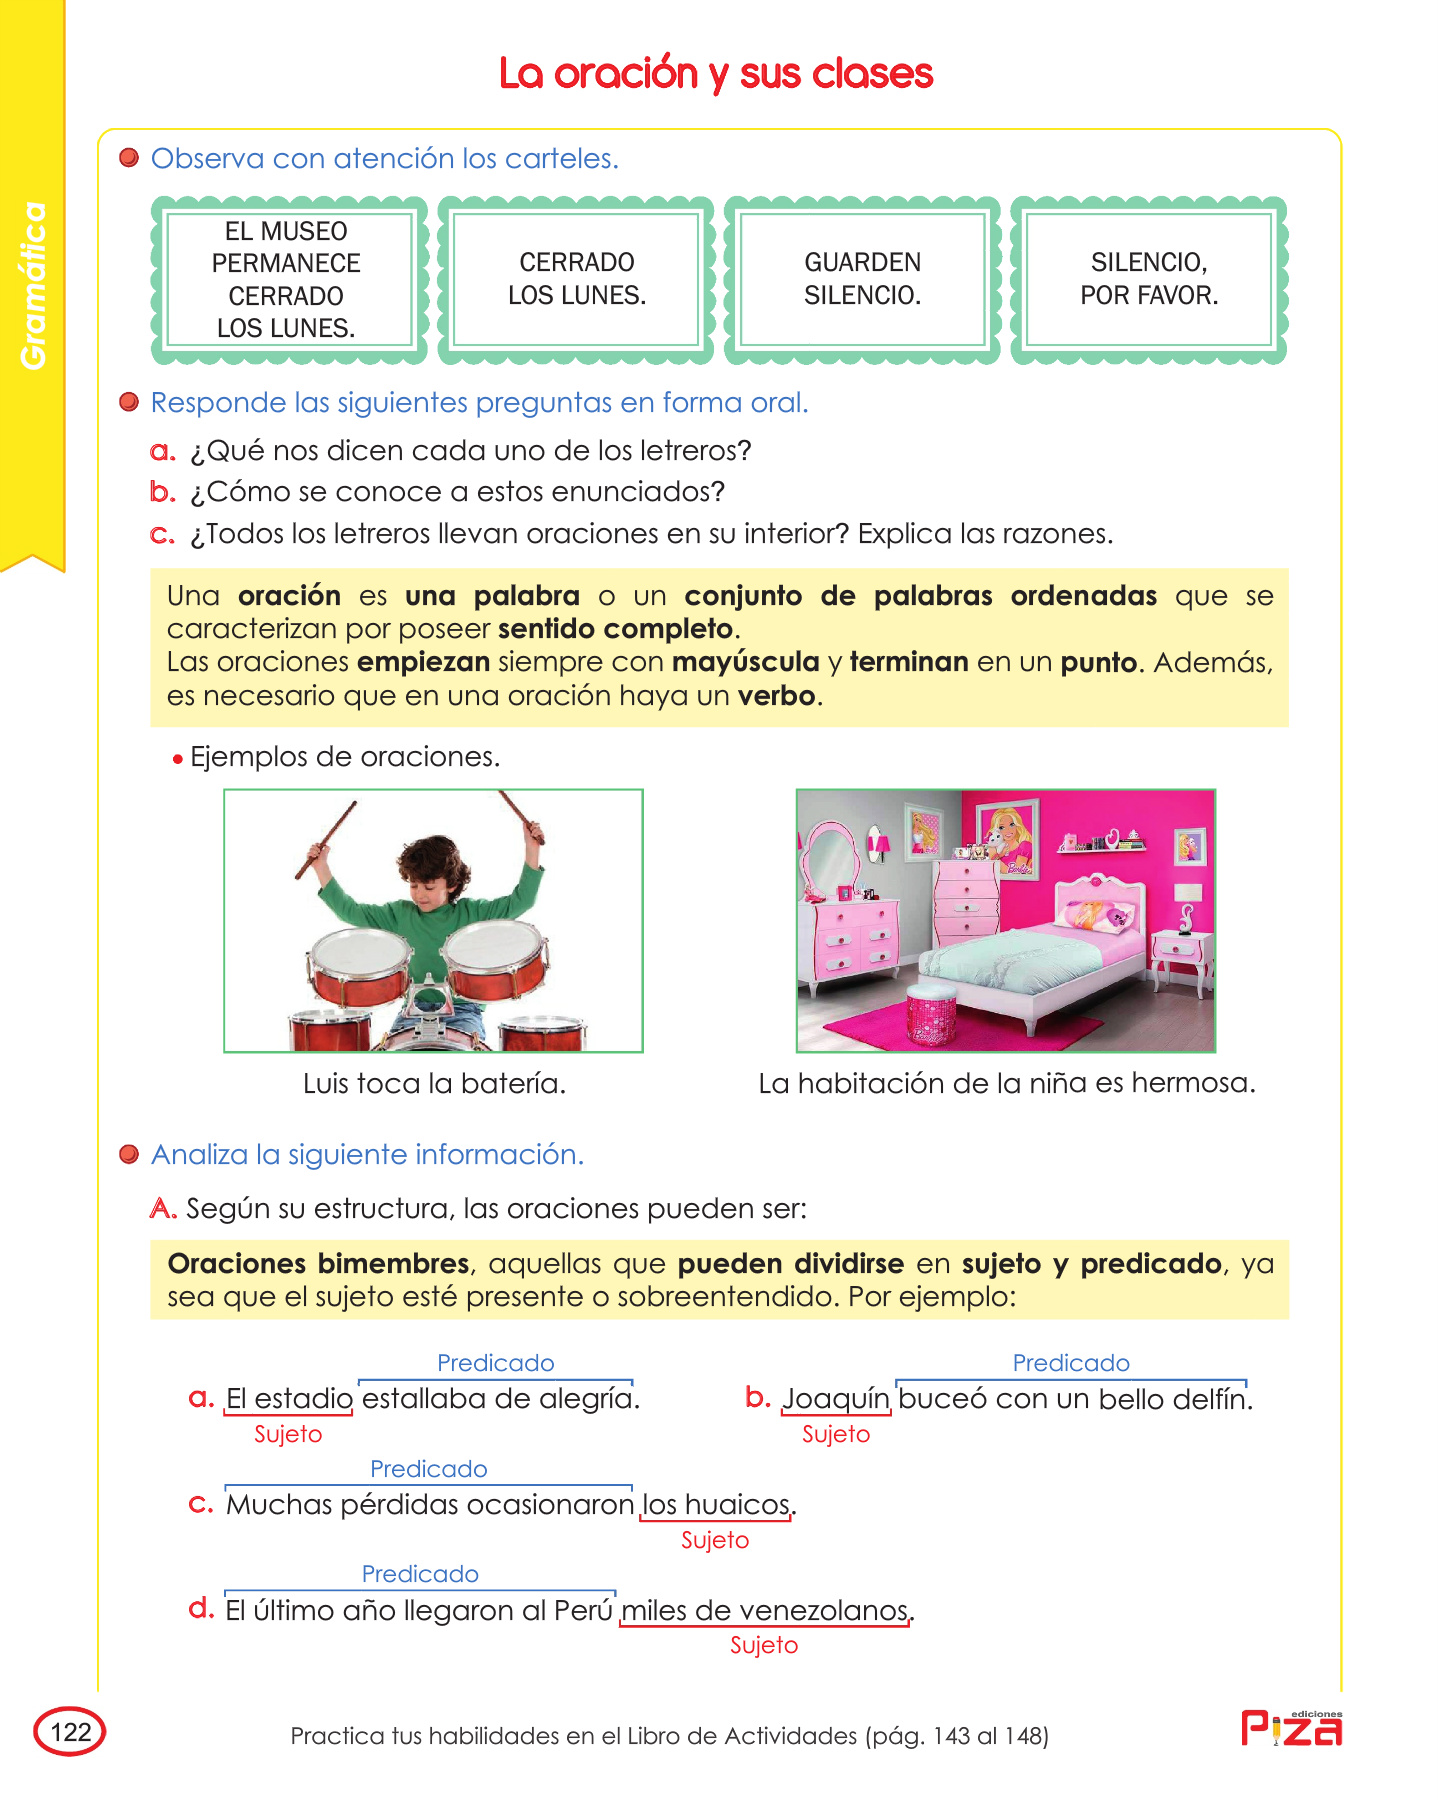 La oración y sus clases
Gramática
Observa con atención los carteles.
EL MUSEO
PERMANECE
CERRADO
LOS LUNES.
CERRADO
LOS LUNES.
GUARDEN
SILENCIO.
SILENCIO,
POR FAVOR.
Responde las siguientes preguntas en forma oral.
a. ¿Qué nos dicen cada uno de los letreros?
b. ¿Cómo se conoce a estos enunciados?
c. ¿Todos los letreros llevan oraciones en su interior? Explica las razones.
Una oración es una palabra o un conjunto de palabras ordenadas que se
caracterizan por poseer sentido completo.
Las oraciones empiezan siempre con mayúscula y terminan en un punto. Además,
es necesario que en una oración haya un verbo.
• Ejemplos de oraciones.
Barbie
Luis toca la batería.
La habitación de la niña es hermosa.
Analiza la siguiente información.
A. Según su estructura, las oraciones pueden ser:
Oraciones bimembres, aquellas que pueden dividirse en sujeto y predicado, ya
sea que el sujeto esté presente o sobreentendido. Por ejemplo:
Predicado
a. El estadio estallaba de alegría.
Sujeto
Predicado
b. Joaquín buceó con un bello delfín.
Sujeto
Predicado
c. Muchas pérdidas ocasionaron los huaicos.
Sujeto
Predicado
d. El último año llegaron al Perú miles de venezolanos.
Sujeto
122
Practica tus habilidades en el Libro de Actividades (pág. 143 al 148)
ediciones
PIZA